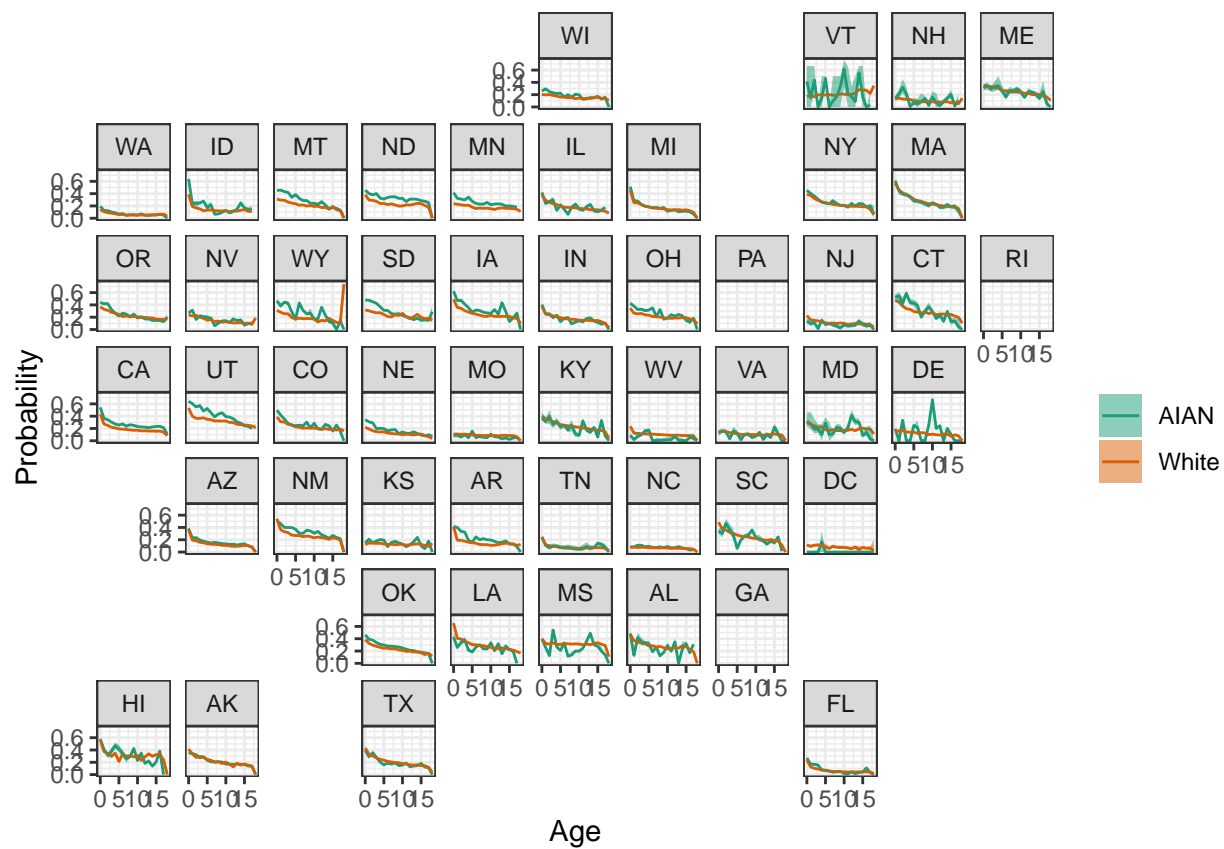 WI VT NH ME
0.6
0.4
0.2
0.0
WA ID MT ND MN IL MI NY MA
0.6
0.4
0.2
0.0
OR NV WY SD IA IN OH PA NJ CT RI
0.6
0.4
0.2
0.0
0 5 10 15
CA UT CO NE MO KY WV VA MD DE
0.6
0.4
0.2
0.0
0 5 10 15
AZ NM KS AR TN NC SC DC
0.6
0.4
0.2
0.0
0 5 10 15 0 5 10 15
OK LA MS AL GA
0.6
0.4
0.2
0.0
0 5 10 15 0 5 10 15 0 5 10 15 0 5 10 15
HI AK TX FL
0.6
0.4
0.2
0.0
0 5 10 15 0 5 10 15 0 5 10 15 0 5 10 15
Age
Probability
AIAN
White